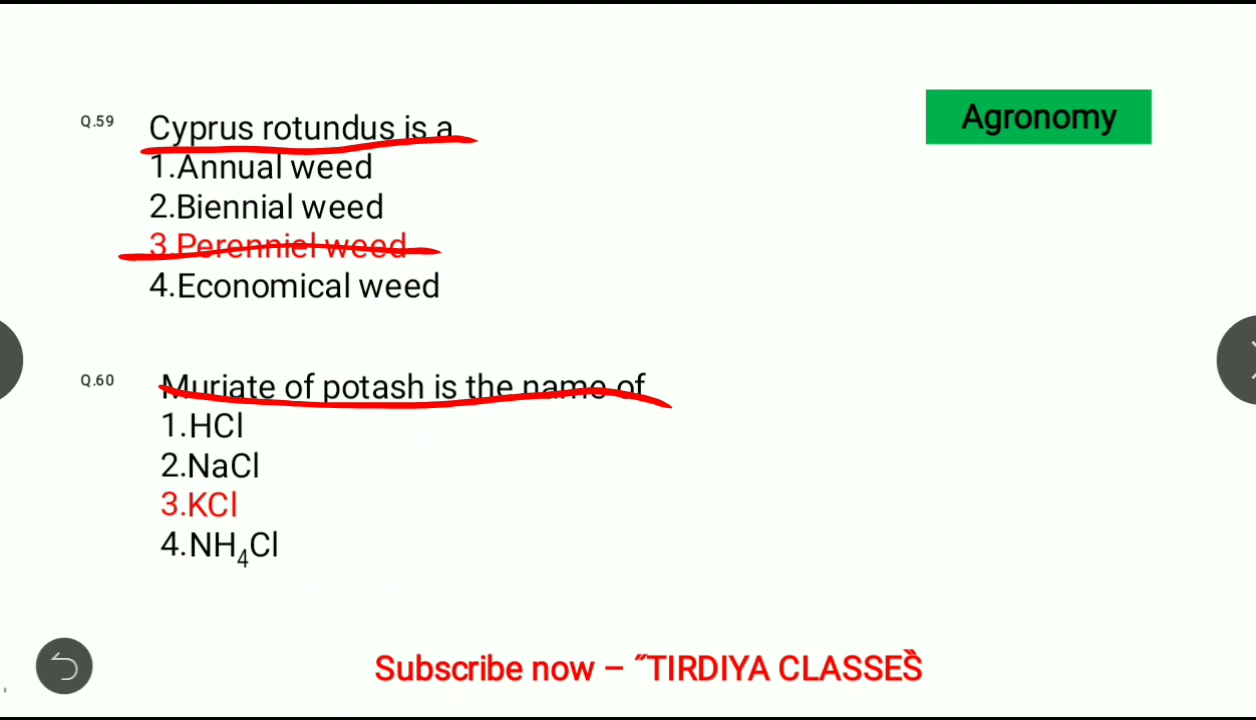 Agronomy
Q.59 Cyprus rotundus is a
1.Annual weed
2.Biennial weed
3.Perenniel weed
4.Economical weed
Q.60 Muriate of potash is the name of
1.HCl
2.NaCl
3.KCl
4.NH₄Cl
Subscribe now – ˝TIRDIYA CLASSES̏